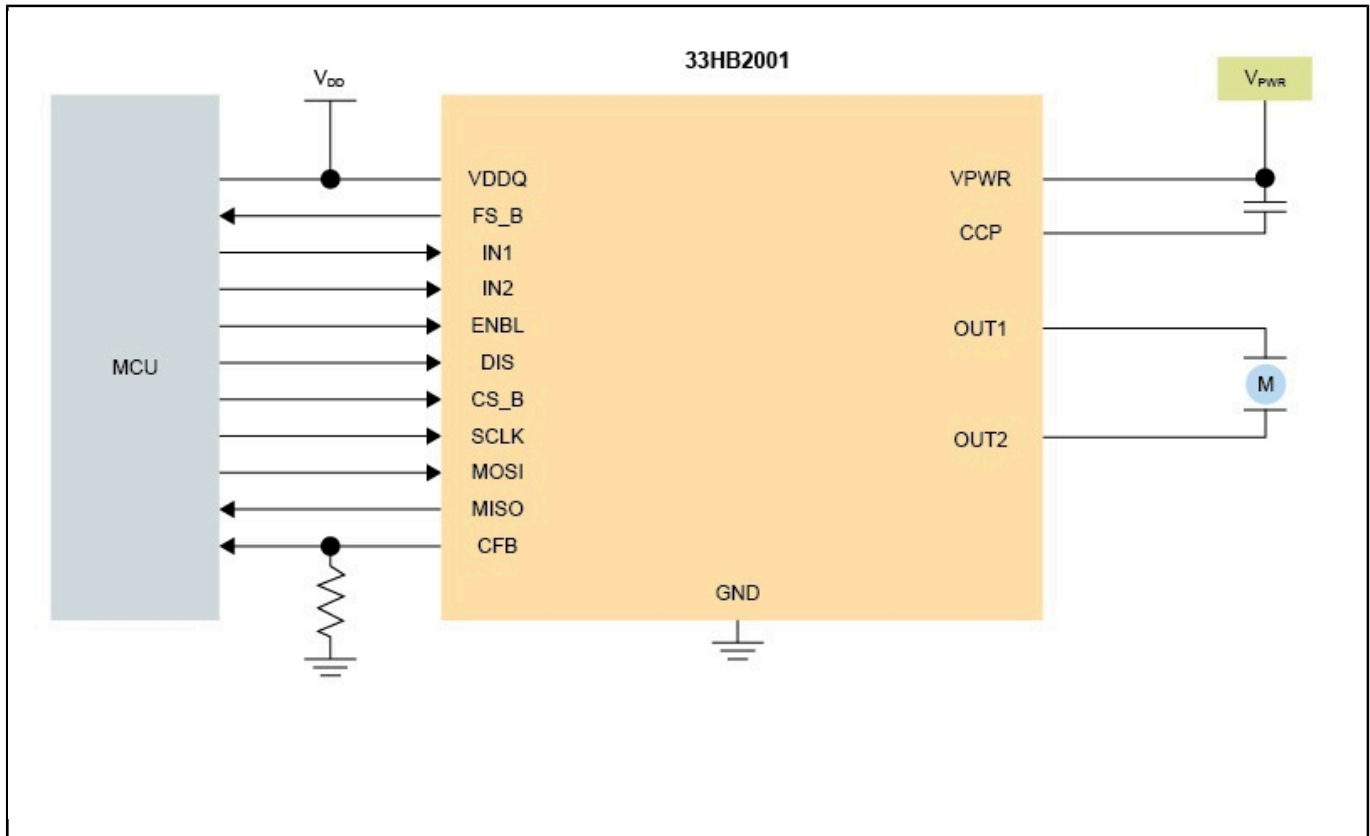 33HB2001
VDD
VPWR
MCU
VDDQ
FS_B
IN1
IN2
ENBL
DIS
CS_B
SCLK
MOSI
MISO
CFB
VPWR
CCP
OUT1
M
OUT2
GND